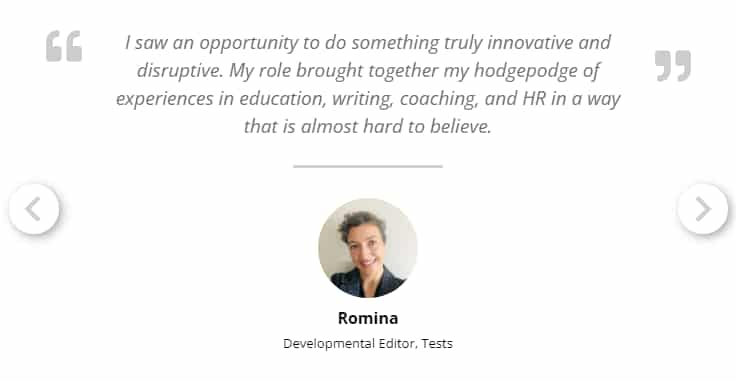 I saw an opportunity to do something truly innovative and
disruptive. My role brought together my hodgepodge of
experiences in education, writing, coaching, and HR in a way
that is almost hard to believe.
Romina
Developmental Editor, Tests